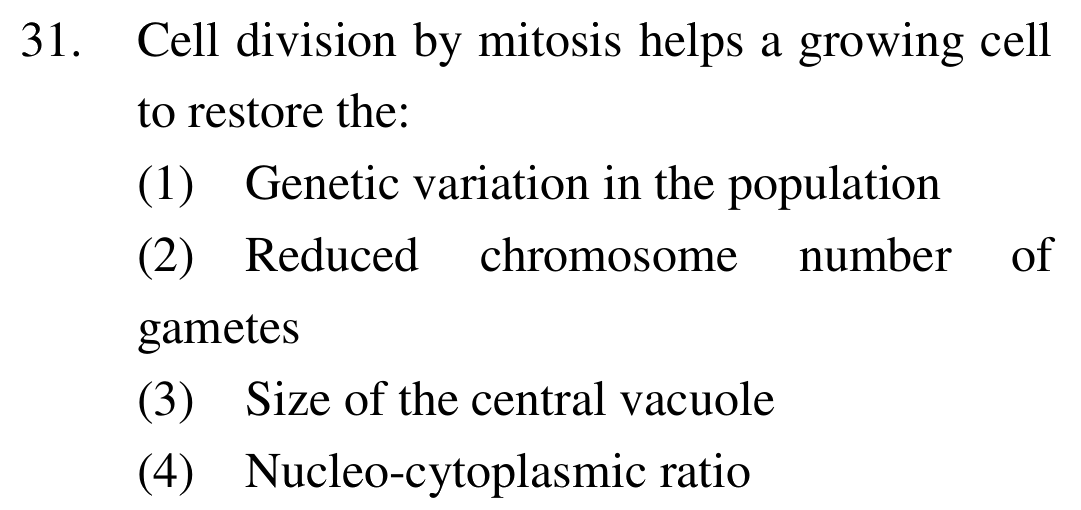 31. Cell division by mitosis helps a growing cell
to restore the:
(1) Genetic variation in the population
(2) Reduced chromosome number of
gametes
(3) Size of the central vacuole
(4) Nucleo-cytoplasmic ratio